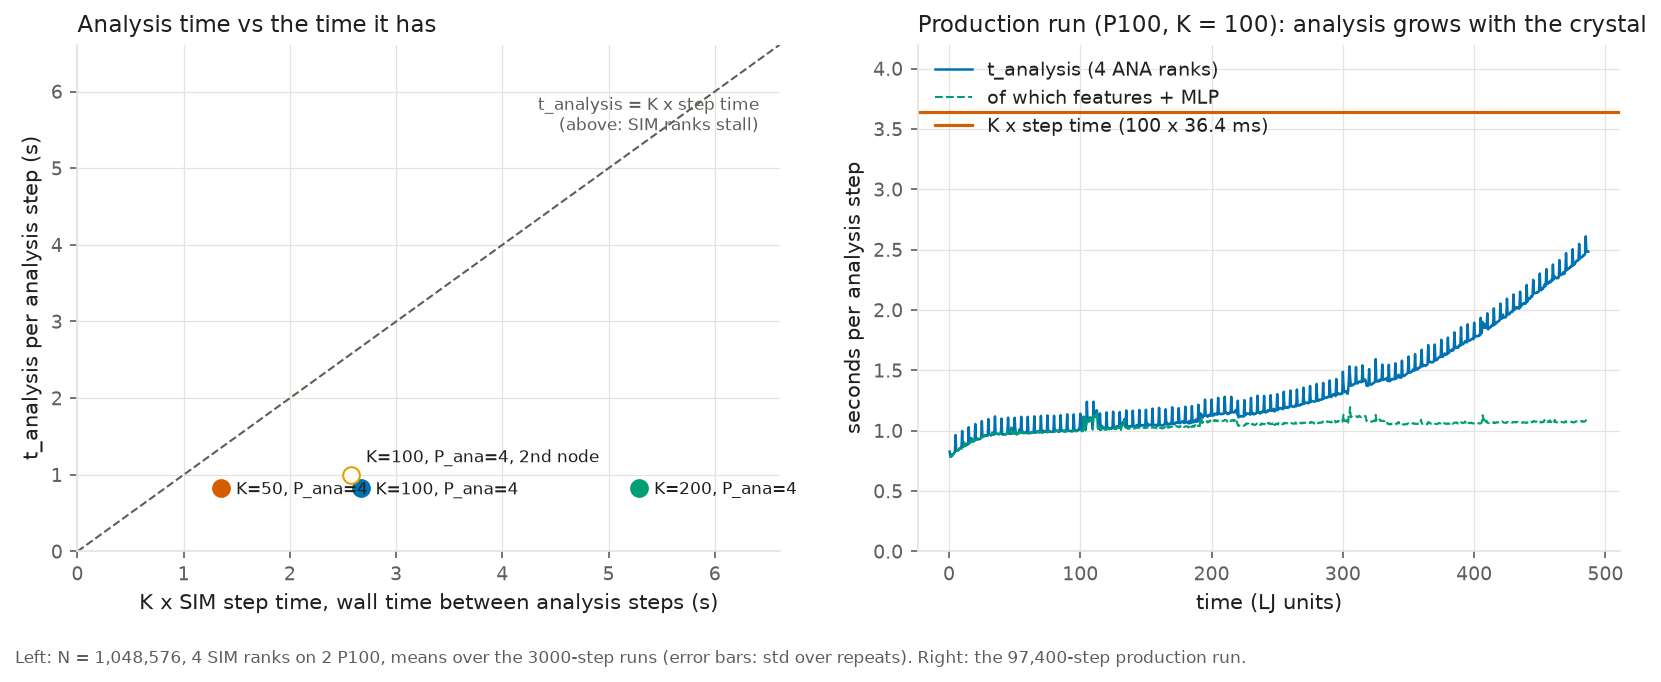 Analysis time vs the time it has
t_analysis per analysis step (s)
6
5
4
3
2
1
0
t_analysis = K x step time
(above: SIM ranks stall)
K=100, P_ana=4, 2nd node
K=50, P_ana=4
K=100, P_ana=4
K=200, P_ana=4
0 1 2 3 4 5 6
K x SIM step time, wall time between analysis steps (s)
Production run (P100, K = 100): analysis grows with the crystal
seconds per analysis step
4.0
3.5
3.0
2.5
2.0
1.5
1.0
0.5
0.0
t_analysis (4 ANA ranks)
of which features + MLP
K x step time (100 x 36.4 ms)
0 100 200 300 400 500
time (LJ units)
Left: N = 1,048,576, 4 SIM ranks on 2 P100, means over the 3000-step runs (error bars: std over repeats). Right: the 97,400-step production run.